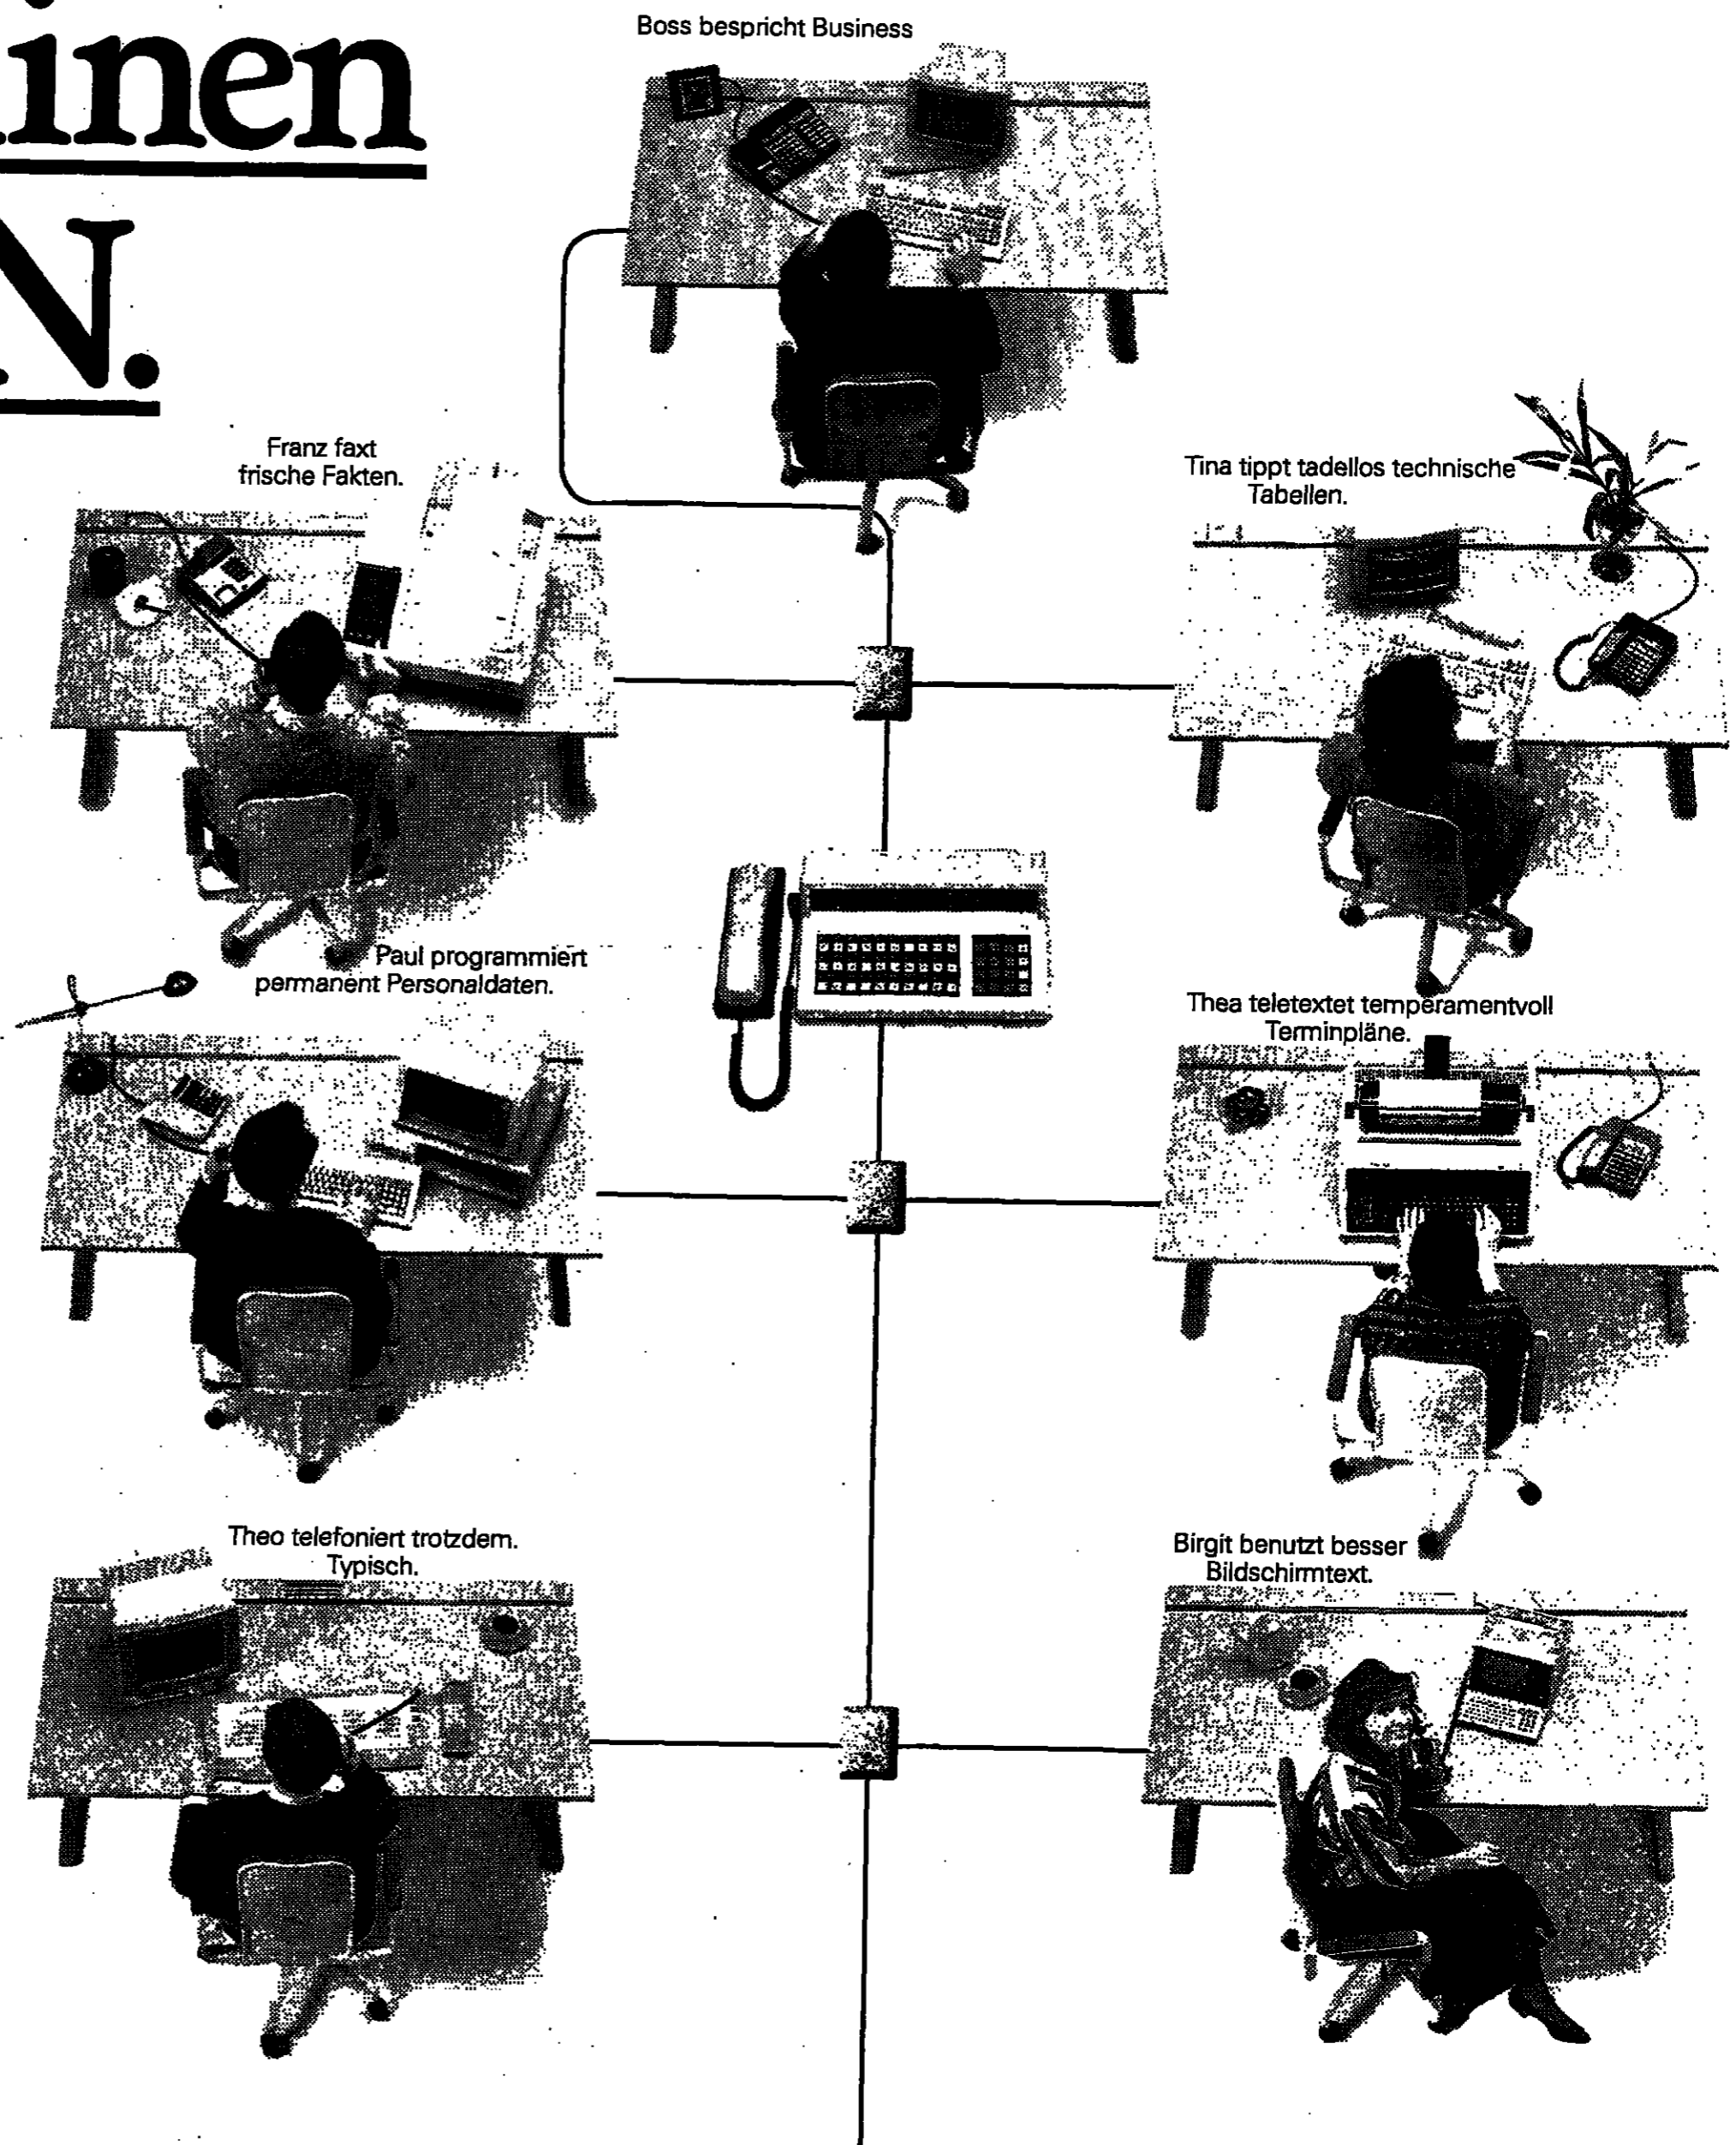 inen
N.
Boss bespricht Business
Franz faxt
frische Fakten.
Tina tippt tadellos technische
Tabellen.
Paul programmiert
permanent Personaldaten.
Thea teletextet temperamentvoll
Terminpläne.
Theo telefoniert trotzdem.
Typisch.
Birgit benutzt besser
Bildschirmtext.